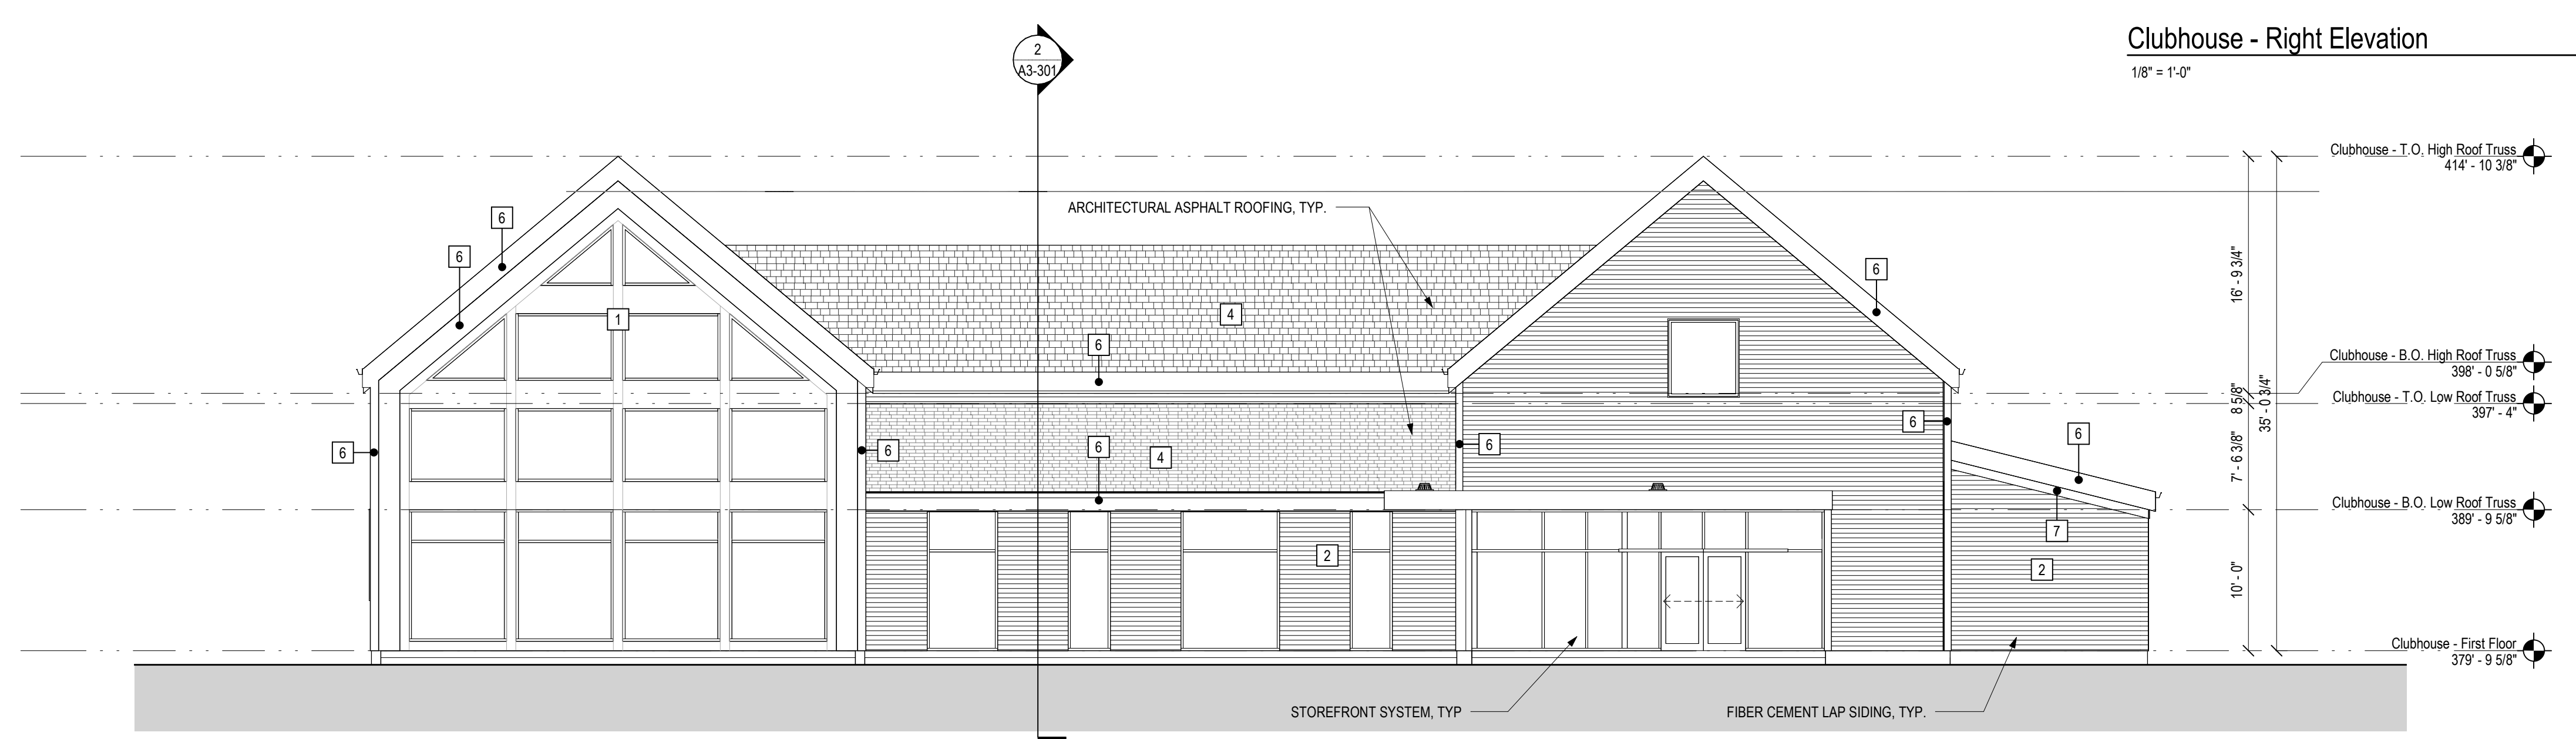 Clubhouse - Right Elevation
1/8" = 1'-0"
2
A3-301
Clubhouse - T.O. High Roof Truss
414' - 10 3/8"
ARCHITECTURAL ASPHALT ROOFING, TYP.
6
6
6
16' - 9 3/4"
1
4
6
Clubhouse - B.O. High Roof Truss
398' - 0 5/8"
8 5/8"
35' - 0 3/4"
Clubhouse - T.O. Low Roof Truss
397' - 4"
6
6
6
4
6
6
6
7' - 6 3/8"
Clubhouse - B.O. Low Roof Truss
389' - 9 5/8"
7
2
2
10' - 0"
Clubhouse - First Floor
379' - 9 5/8"
STOREFRONT SYSTEM, TYP
FIBER CEMENT LAP SIDING, TYP.